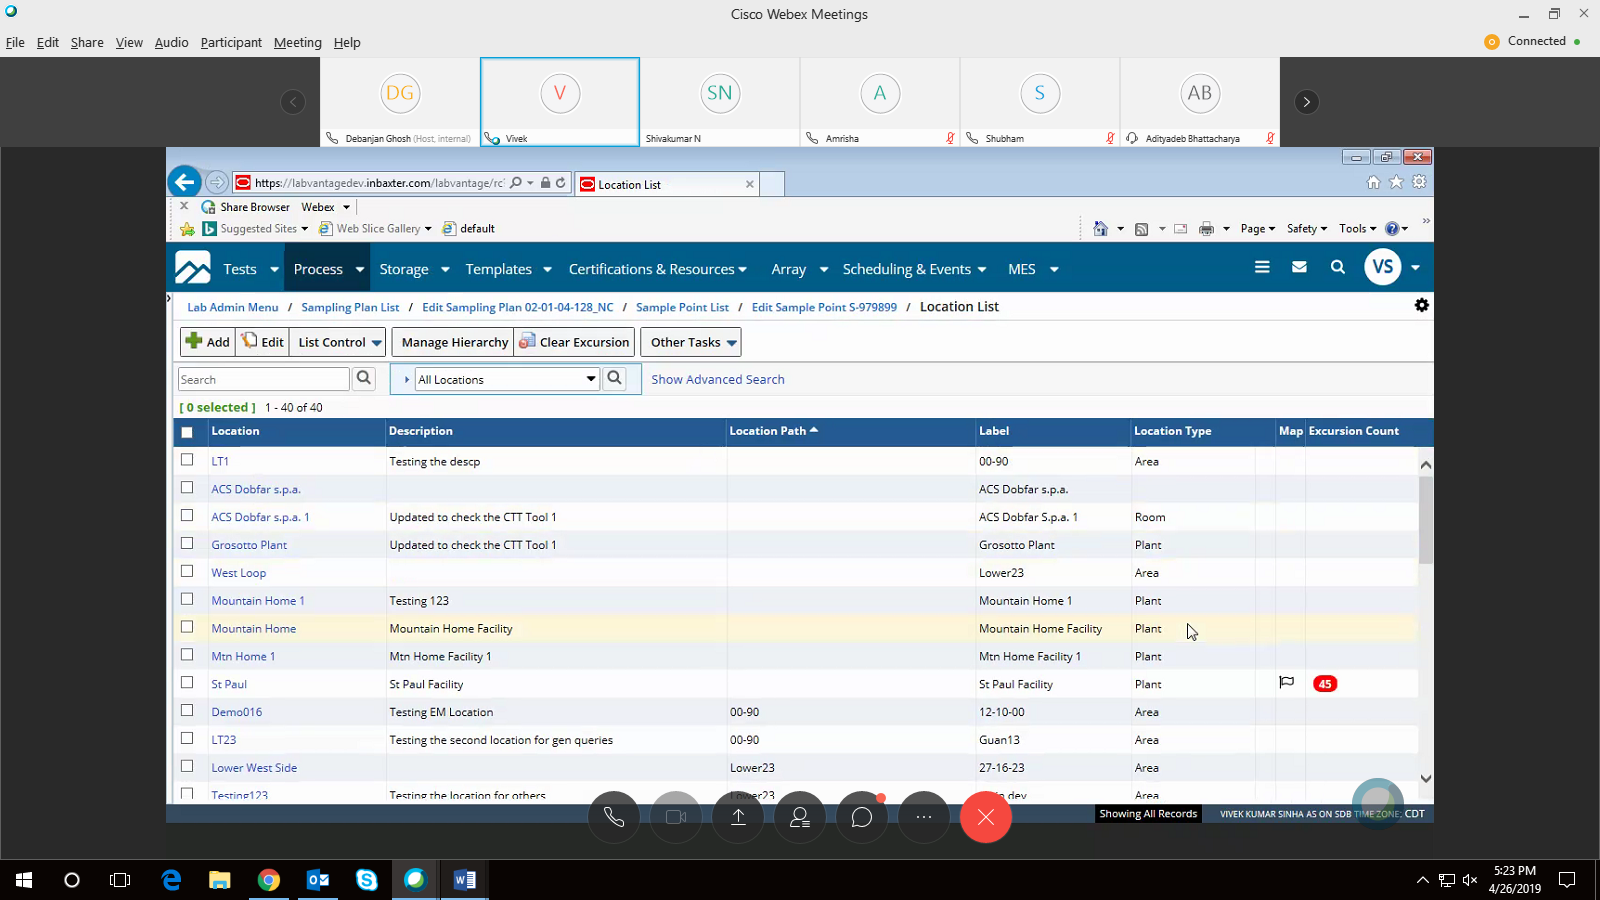 Cisco Webex Meetings
File Edit Share View Audio Participant Meeting Help
Connected
DG V SN A S AB
Debanjan Ghosh (Host, internal) Vivek Shivakumar N Amrisha Shubham Adityadeb Bhattacharya
https://labvantagedev.inbaxter.com/labvantage/rc Location List
Share Browser Webex
Suggested Sites Web Slice Gallery default Page Safety Tools
Tests Process Storage Templates Certifications & Resources Array Scheduling & Events MES VS
Lab Admin Menu / Sampling Plan List / Edit Sampling Plan 02-01-04-128_NC / Sample Point List / Edit Sample Point S-979899 / Location List
Add Edit List Control Manage Hierarchy Clear Excursion Other Tasks
Search All Locations Show Advanced Search
[ 0 selected ] 1 - 40 of 40
Location Description Location Path Label Location Type Map Excursion Count
LT1 Testing the descp 00-90 Area
ACS Dobfar s.p.a. ACS Dobfar s.p.a.
ACS Dobfar s.p.a. 1 Updated to check the CTT Tool 1 ACS Dobfar S.p.a. 1 Room
Grosotto Plant Updated to check the CTT Tool 1 Grosotto Plant Plant
West Loop Lower23 Area
Mountain Home 1 Testing 123 Mountain Home 1 Plant
Mountain Home Mountain Home Facility Mountain Home Facility Plant
Mtn Home 1 Mtn Home Facility 1 Mtn Home Facility 1 Plant
St Paul St Paul Facility St Paul Facility Plant 45
Demo016 Testing EM Location 00-90 12-10-00 Area
LT23 Testing the second location for gen queries 00-90 Guan13 Area
Lower West Side Lower23 27-16-23 Area
Testing123 Testing the location for others Lower23 dev Area
Showing All Records VIVEK KUMAR SINHA AS ON SDB TIME ZONE: CDT
5:23 PM
4/26/2019